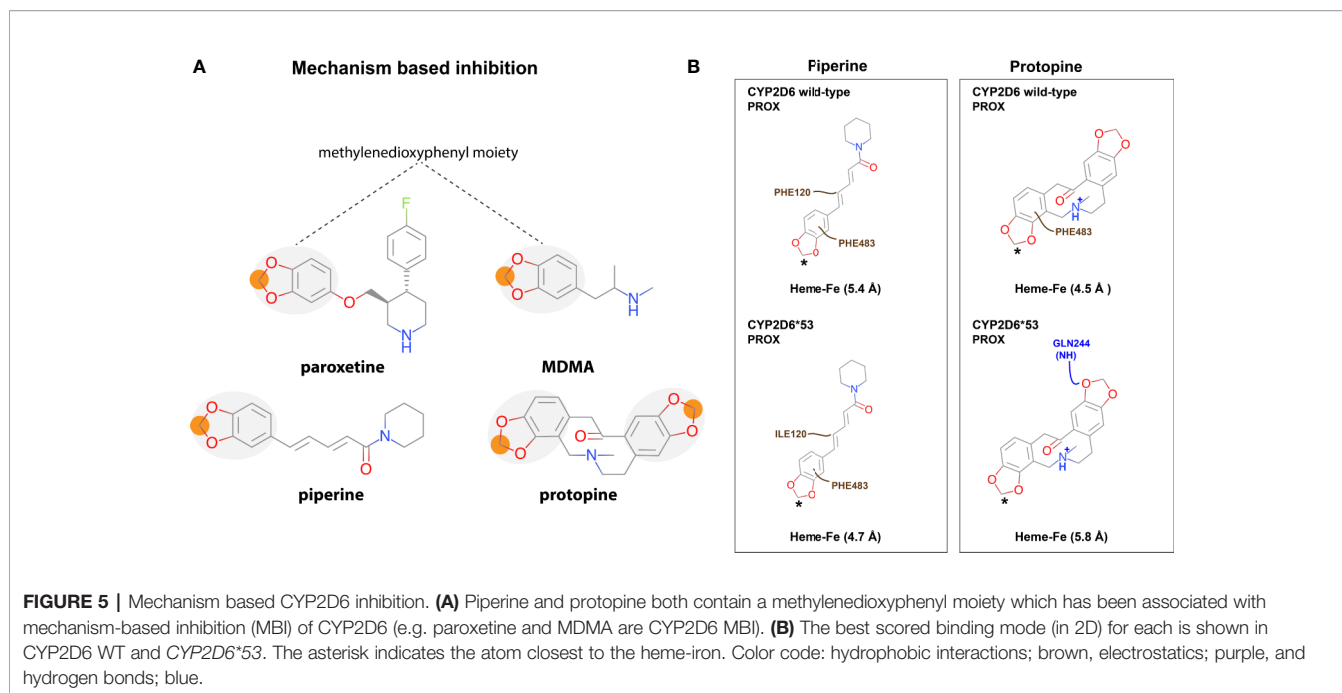 A
Mechanism based inhibition
methylenedioxyphenyl moiety
F
O
O
O
N
H
paroxetine
O
O
N
H
MDMA
O
O
N
O
piperine
O
O
O
N
O
O
protopine
B
Piperine
CYP2D6 wild-type
PROX
N
O
PHE120
PHE483
O
O
*
Heme-Fe (5.4 Å)
CYP2D6*53
PROX
N
O
ILE120
PHE483
O
O
*
Heme-Fe (4.7 Å)
Protopine
CYP2D6 wild-type
PROX
O
O
O
N+
H
O
O
PHE483
*
Heme-Fe (4.5 Å )
CYP2D6*53
PROX
GLN244
(NH)
O
O
O
N+
H
O
O
*
Heme-Fe (5.8 Å)
FIGURE 5 | Mechanism based CYP2D6 inhibition. (A) Piperine and protopine both contain a methylenedioxyphenyl moiety which has been associated with
mechanism-based inhibition (MBI) of CYP2D6 (e.g. paroxetine and MDMA are CYP2D6 MBI). (B) The best scored binding mode (in 2D) for each is shown in
CYP2D6 WT and CYP2D6*53. The asterisk indicates the atom closest to the heme-iron. Color code: hydrophobic interactions; brown, electrostatics; purple, and
hydrogen bonds; blue.